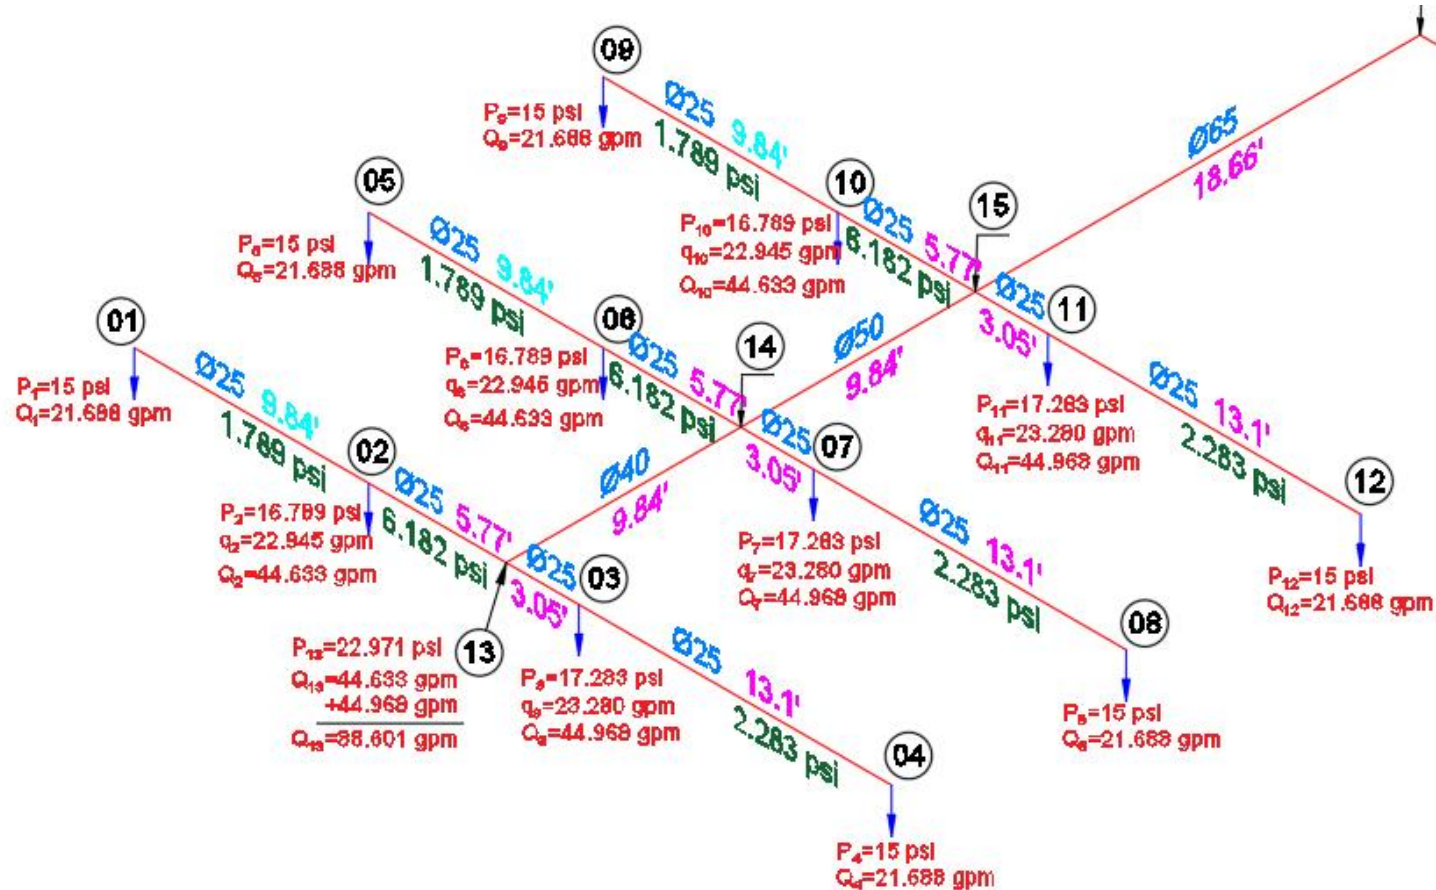 09
Ø25 9.84'
1.789 psi
P₉=15 psi
Q₉=21.688 gpm
Ø65
18.66'
05
10
15
Ø25 9.84'
1.789 psi
P₁₀=16.789 psi
q₁₀=22.945 gpm
Q₁₀=44.633 gpm
Ø25 5.77'
6.182 psi
P₅=15 psi
Q₅=21.688 gpm
Ø25
3.05'
11
01
06
14
Ø50
9.84'
Ø25 9.84'
1.789 psi
P₆=16.789 psi
q₆=22.945 gpm
Q₆=44.633 gpm
Ø25 5.77'
6.182 psi
P₁=15 psi
Q₁=21.688 gpm
P₁₁=17.283 psi
q₁₁=23.280 gpm
Q₁₁=44.968 gpm
Ø25 13.1'
2.283 psi
02
Ø40
9.84'
Ø25
3.05'
07
12
P₂=16.789 psi
q₂=22.945 gpm
Q₂=44.633 gpm
Ø25 5.77'
6.182 psi
P₇=17.283 psi
q₇=23.280 gpm
Q₇=44.968 gpm
Ø25 13.1'
2.283 psi
P₁₂=15 psi
Q₁₂=21.688 gpm
Ø25
3.05'
03
13
08
P₁₃=22.971 psi
Q₁₃=44.633 gpm
+44.968 gpm
P₃=17.283 psi
q₃=23.280 gpm
Q₃=44.968 gpm
Ø25 13.1'
2.283 psi
=15 psi
=21.688 gpm
04
P₄=15 psi
Q₄=21.688 gpm